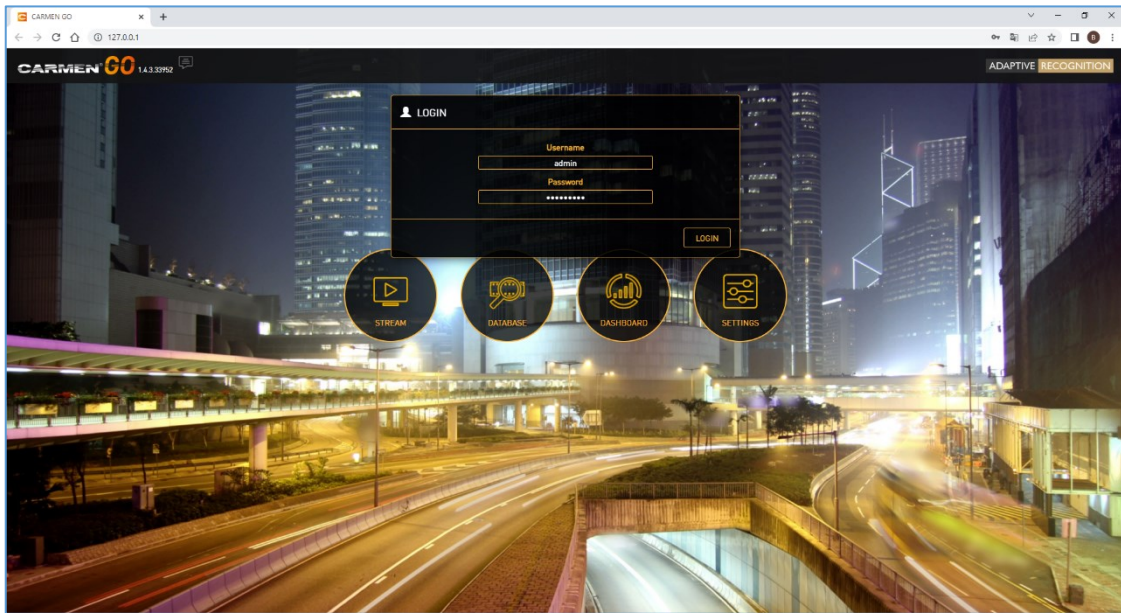 CARMEN GO
127.0.0.1
B
CARMEN GO 1.4.3.33952
ADAPTIVE RECOGNITION
LOGIN
Username
admin
Password
•••••••••
LOGIN
STREAM
DATABASE
DASHBOARD
SETTINGS